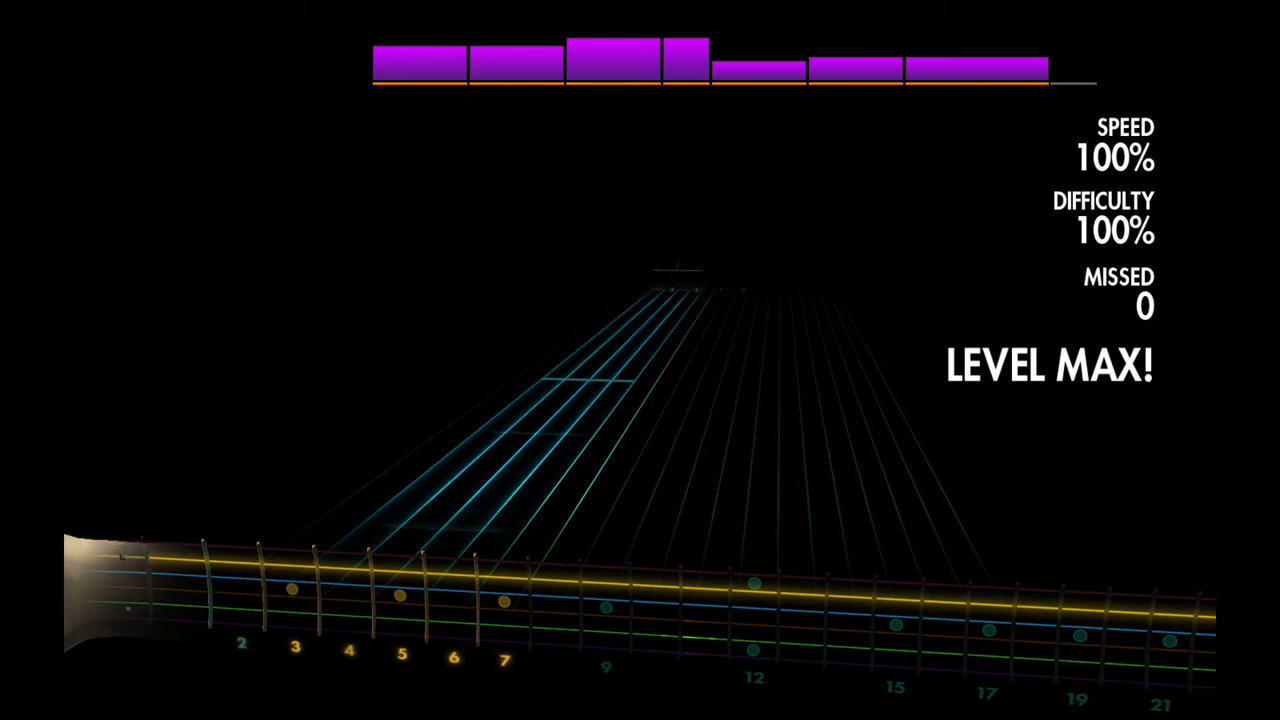 SPEED
100%
DIFFICULTY
100%
MISSED
0
LEVEL MAX!
2 3 4 5 6 7 9 12 15 17 19 21